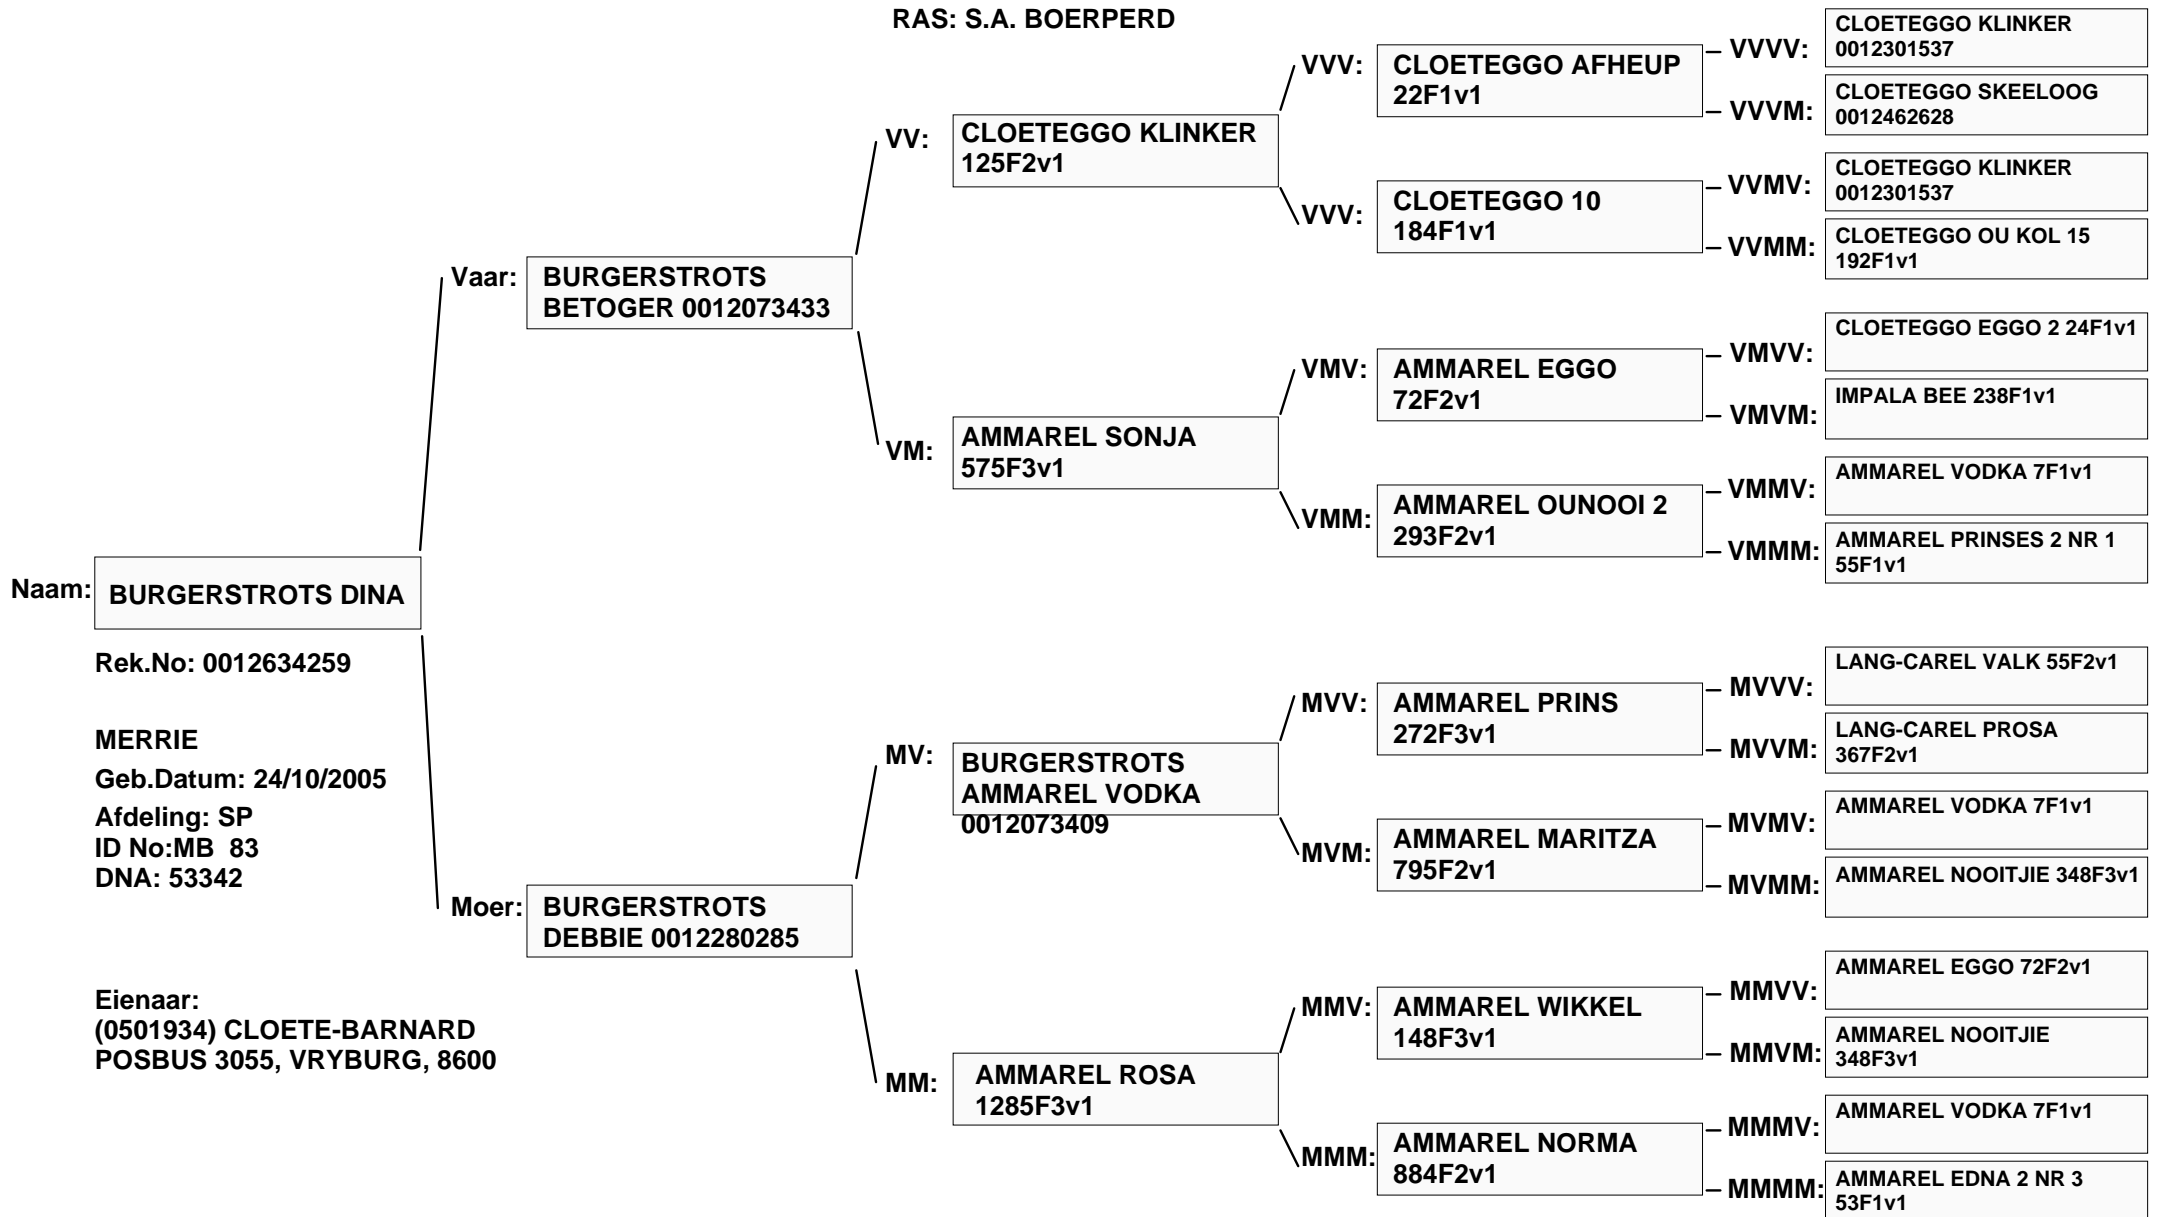 RAS: S.A. BOERPERD
Naam:
BURGERSTROTS DINA
Rek.No: 0012634259
MERRIE
Geb.Datum: 24/10/2005
Afdeling: SP
ID No:MB  83
DNA: 53342
Eienaar:
(0501934) CLOETE-BARNARD
POSBUS 3055, VRYBURG, 8600
Vaar:
BURGERSTROTS
BETOGER 0012073433
Moer:
BURGERSTROTS
DEBBIE 0012280285
VV:
CLOETEGGO KLINKER
125F2v1
VM:
AMMAREL SONJA
575F3v1
MV:
BURGERSTROTS
AMMAREL VODKA
0012073409
MM:
AMMAREL ROSA
1285F3v1
VVV:
CLOETEGGO AFHEUP
22F1v1
VVV:
CLOETEGGO 10
184F1v1
VMV:
AMMAREL EGGO
72F2v1
VMM:
AMMAREL OUNOOI 2
293F2v1
MVV:
AMMAREL PRINS
272F3v1
MVM:
AMMAREL MARITZA
795F2v1
MMV:
AMMAREL WIKKEL
148F3v1
MMM:
AMMAREL NORMA
884F2v1
VVVV:
CLOETEGGO KLINKER
0012301537
VVVM:
CLOETEGGO SKEELOOG
0012462628
VVMV:
CLOETEGGO KLINKER
0012301537
VVMM:
CLOETEGGO OU KOL 15
192F1v1
VMVV:
CLOETEGGO EGGO 2 24F1v1
VMVM:
IMPALA BEE 238F1v1
VMMV:
AMMAREL VODKA 7F1v1
VMMM:
AMMAREL PRINSES 2 NR 1
55F1v1
MVVV:
LANG-CAREL VALK 55F2v1
MVVM:
LANG-CAREL PROSA
367F2v1
MVMV:
AMMAREL VODKA 7F1v1
MVMM:
AMMAREL NOOITJIE 348F3v1
MMVV:
AMMAREL EGGO 72F2v1
MMVM:
AMMAREL NOOITJIE
348F3v1
MMMV:
AMMAREL VODKA 7F1v1
MMMM:
AMMAREL EDNA 2 NR 3
53F1v1